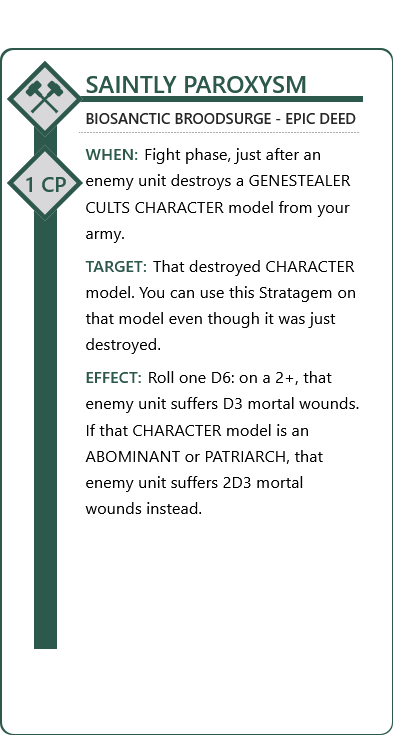 SAINTLY PAROXYSM
BIOSANCTIC BROODSURGE - EPIC DEED
WHEN: Fight phase, just after an
1 CP
enemy unit destroys a GENESTEALER
CULTS CHARACTER model from your
army.
TARGET: That destroyed CHARACTER
model. You can use this Stratagem on
that model even though it was just
destroyed.
EFFECT: Roll one D6: on a 2+, that
enemy unit suffers D3 mortal wounds.
If that CHARACTER model is an
ABOMINANT or PATRIARCH, that
enemy unit suffers 2D3 mortal
wounds instead.